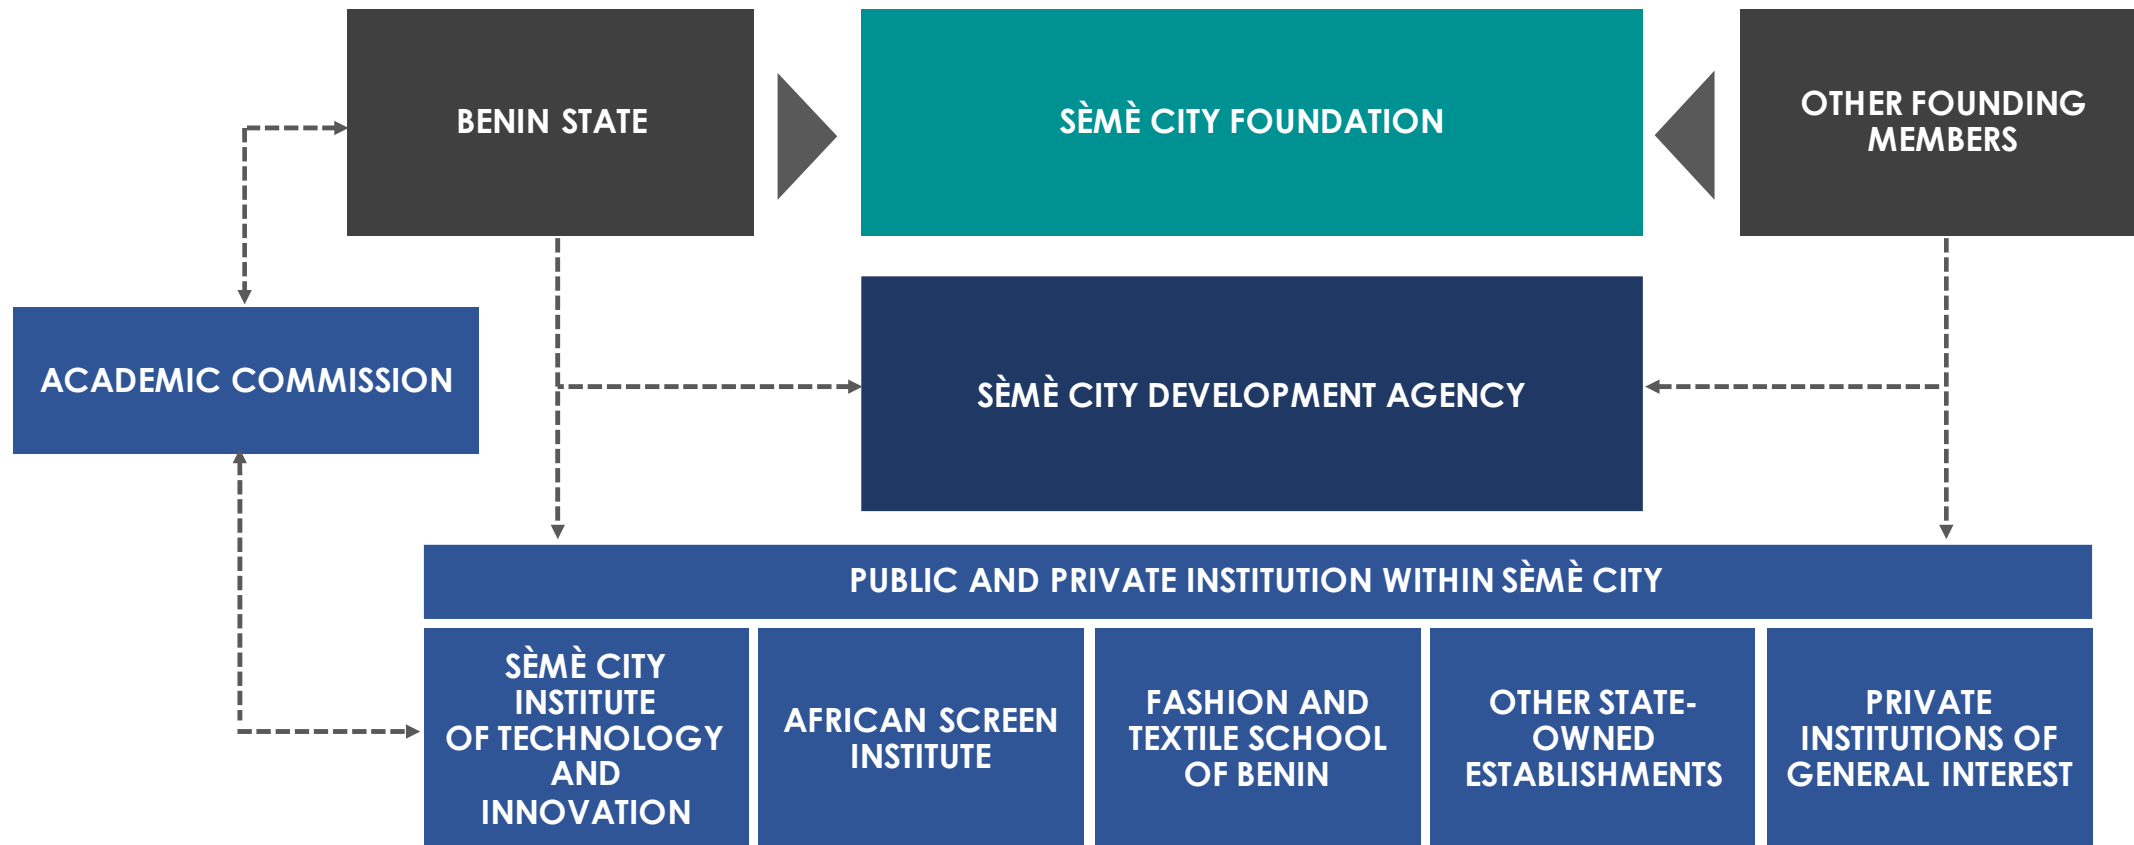 BENIN STATE
SÈMÈ CITY FOUNDATION
OTHER FOUNDING
MEMBERS
ACADEMIC COMMISSION
SÈMÈ CITY DEVELOPMENT AGENCY
PUBLIC AND PRIVATE INSTITUTION WITHIN SÈMÈ CITY
SÈMÈ CITY
INSTITUTE
OF TECHNOLOGY
AND
INNOVATION
AFRICAN SCREEN
INSTITUTE
FASHION AND
TEXTILE SCHOOL
OF BENIN
OTHER STATE-
OWNED
ESTABLISHMENTS
PRIVATE
INSTITUTIONS OF
GENERAL INTEREST